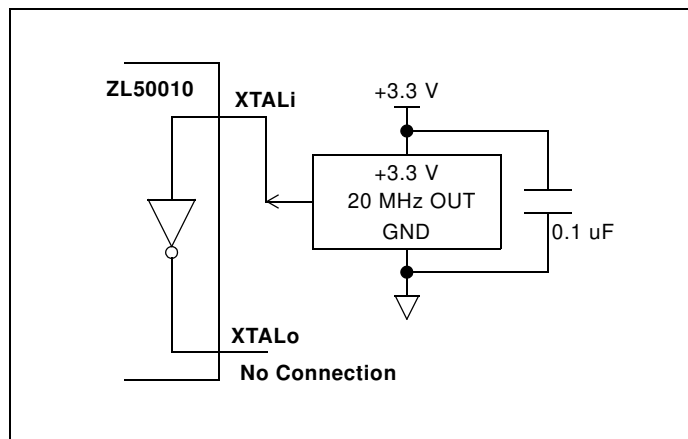 ZL50010
XTALi
+3.3 V
+3.3 V
20 MHz OUT
GND
0.1 uF
XTALo
No Connection